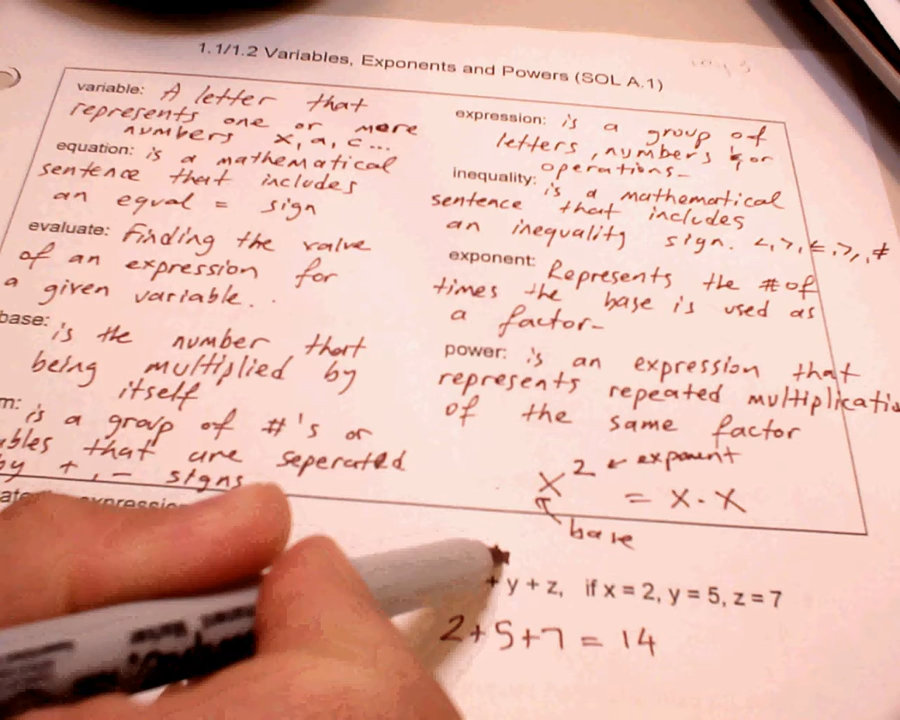 1.1/1.2 Variables, Exponents and Powers (SOL A.1)
variable: A letter that
represents one or more
numbers x, a, c...
equation: is a mathematical
sentence that includes
an equal = sign
evaluate: Finding the value
of an expression for
a given variable..
base: is the number that
being multiplied by
itself
m: is a group of #'s or
ables that are seperated
by +, - signs
expression: is a group of
letters, numbers & or
operations-
inequality: is a mathematical
sentence that includes
an inequality sign. <, >, ≤, ≥, ≠
exponent: Represents the # of
times the base is used as
a factor-
power: is an expression that
represents repeated multiplicatio
of the same factor
x² ← exponent
= x · x
base
+ y + z, if x = 2, y = 5, z = 7
2+5+7 = 14